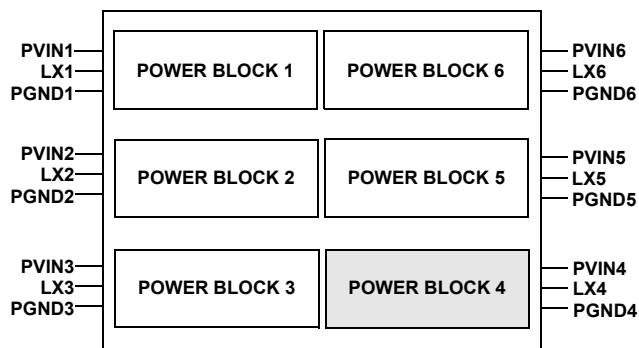 PVIN1
LX1
PGND1
POWER BLOCK 1
POWER BLOCK 6
PVIN6
LX6
PGND6
PVIN2
LX2
PGND2
POWER BLOCK 2
POWER BLOCK 5
PVIN5
LX5
PGND5
PVIN3
LX3
PGND3
POWER BLOCK 3
POWER BLOCK 4
PVIN4
LX4
PGND4